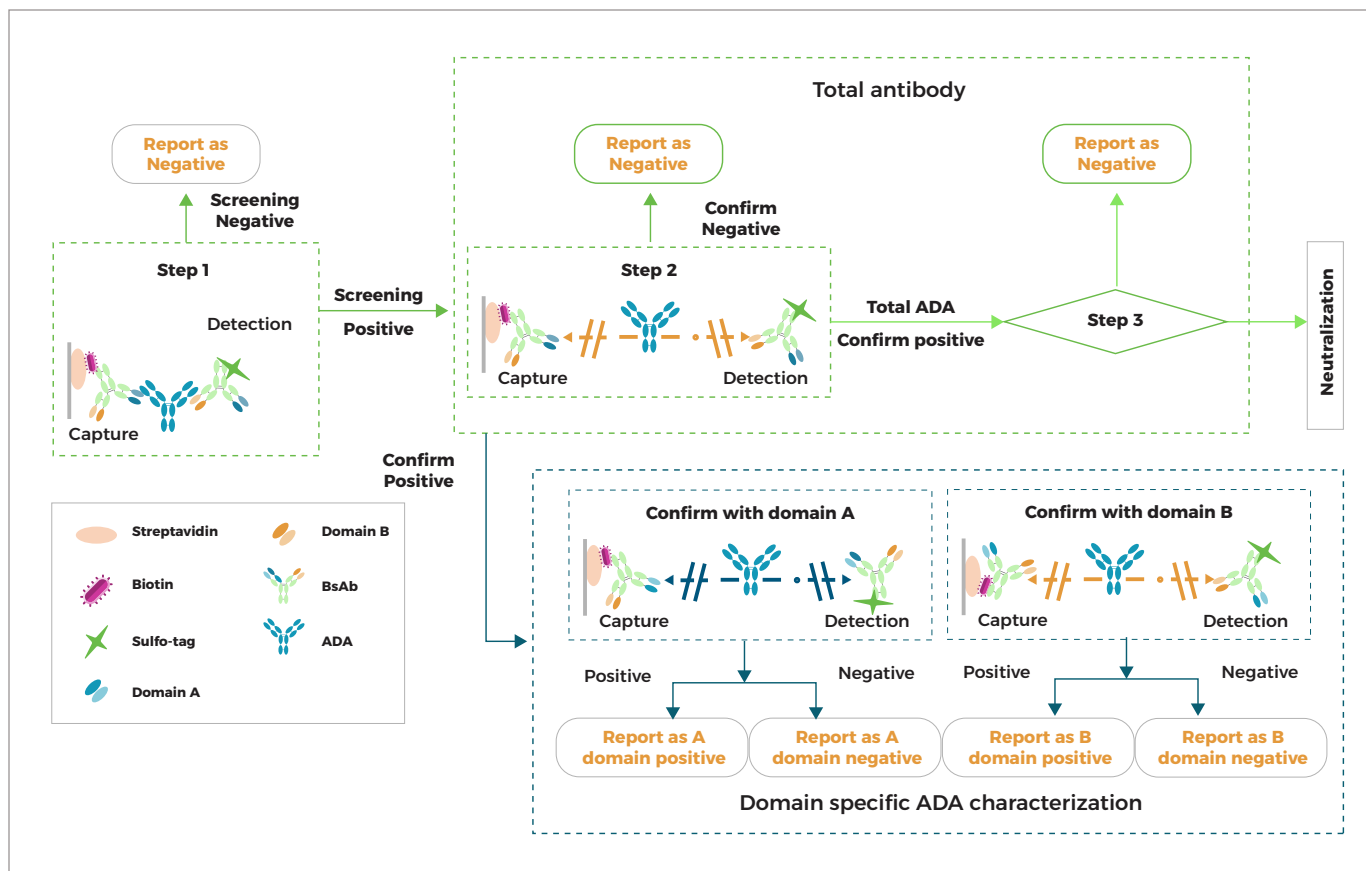 Total antibody
Report as
Negative
Report as
Negative
Report as
Negative
Screening
Negative
Confirm
Negative
Step 1
Detection
Capture
Screening
Positive
Step 2
Capture
Detection
Total ADA
Confirm positive
Step 3
Neutralization
Confirm
Positive
Streptavidin
Domain B
Biotin
BsAb
Sulfo-tag
ADA
Domain A
Confirm with domain A
Capture
Detection
Confirm with domain B
Capture
Detection
Positive
Negative
Positive
Negative
Report as A
domain positive
Report as A
domain negative
Report as B
domain positive
Report as B
domain negative
Domain specific ADA characterization